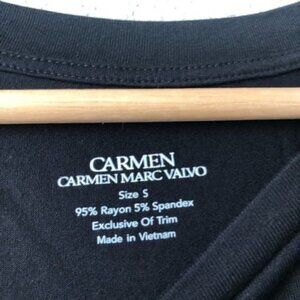 CARMEN
CARMEN MARC VALVO
Size S
95% Rayon 5% Spandex
Exclusive Of Trim
Made in Vietnam